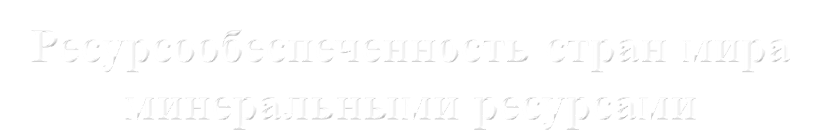 Ресурсообеспеченность стран мира
минеральными ресурсами